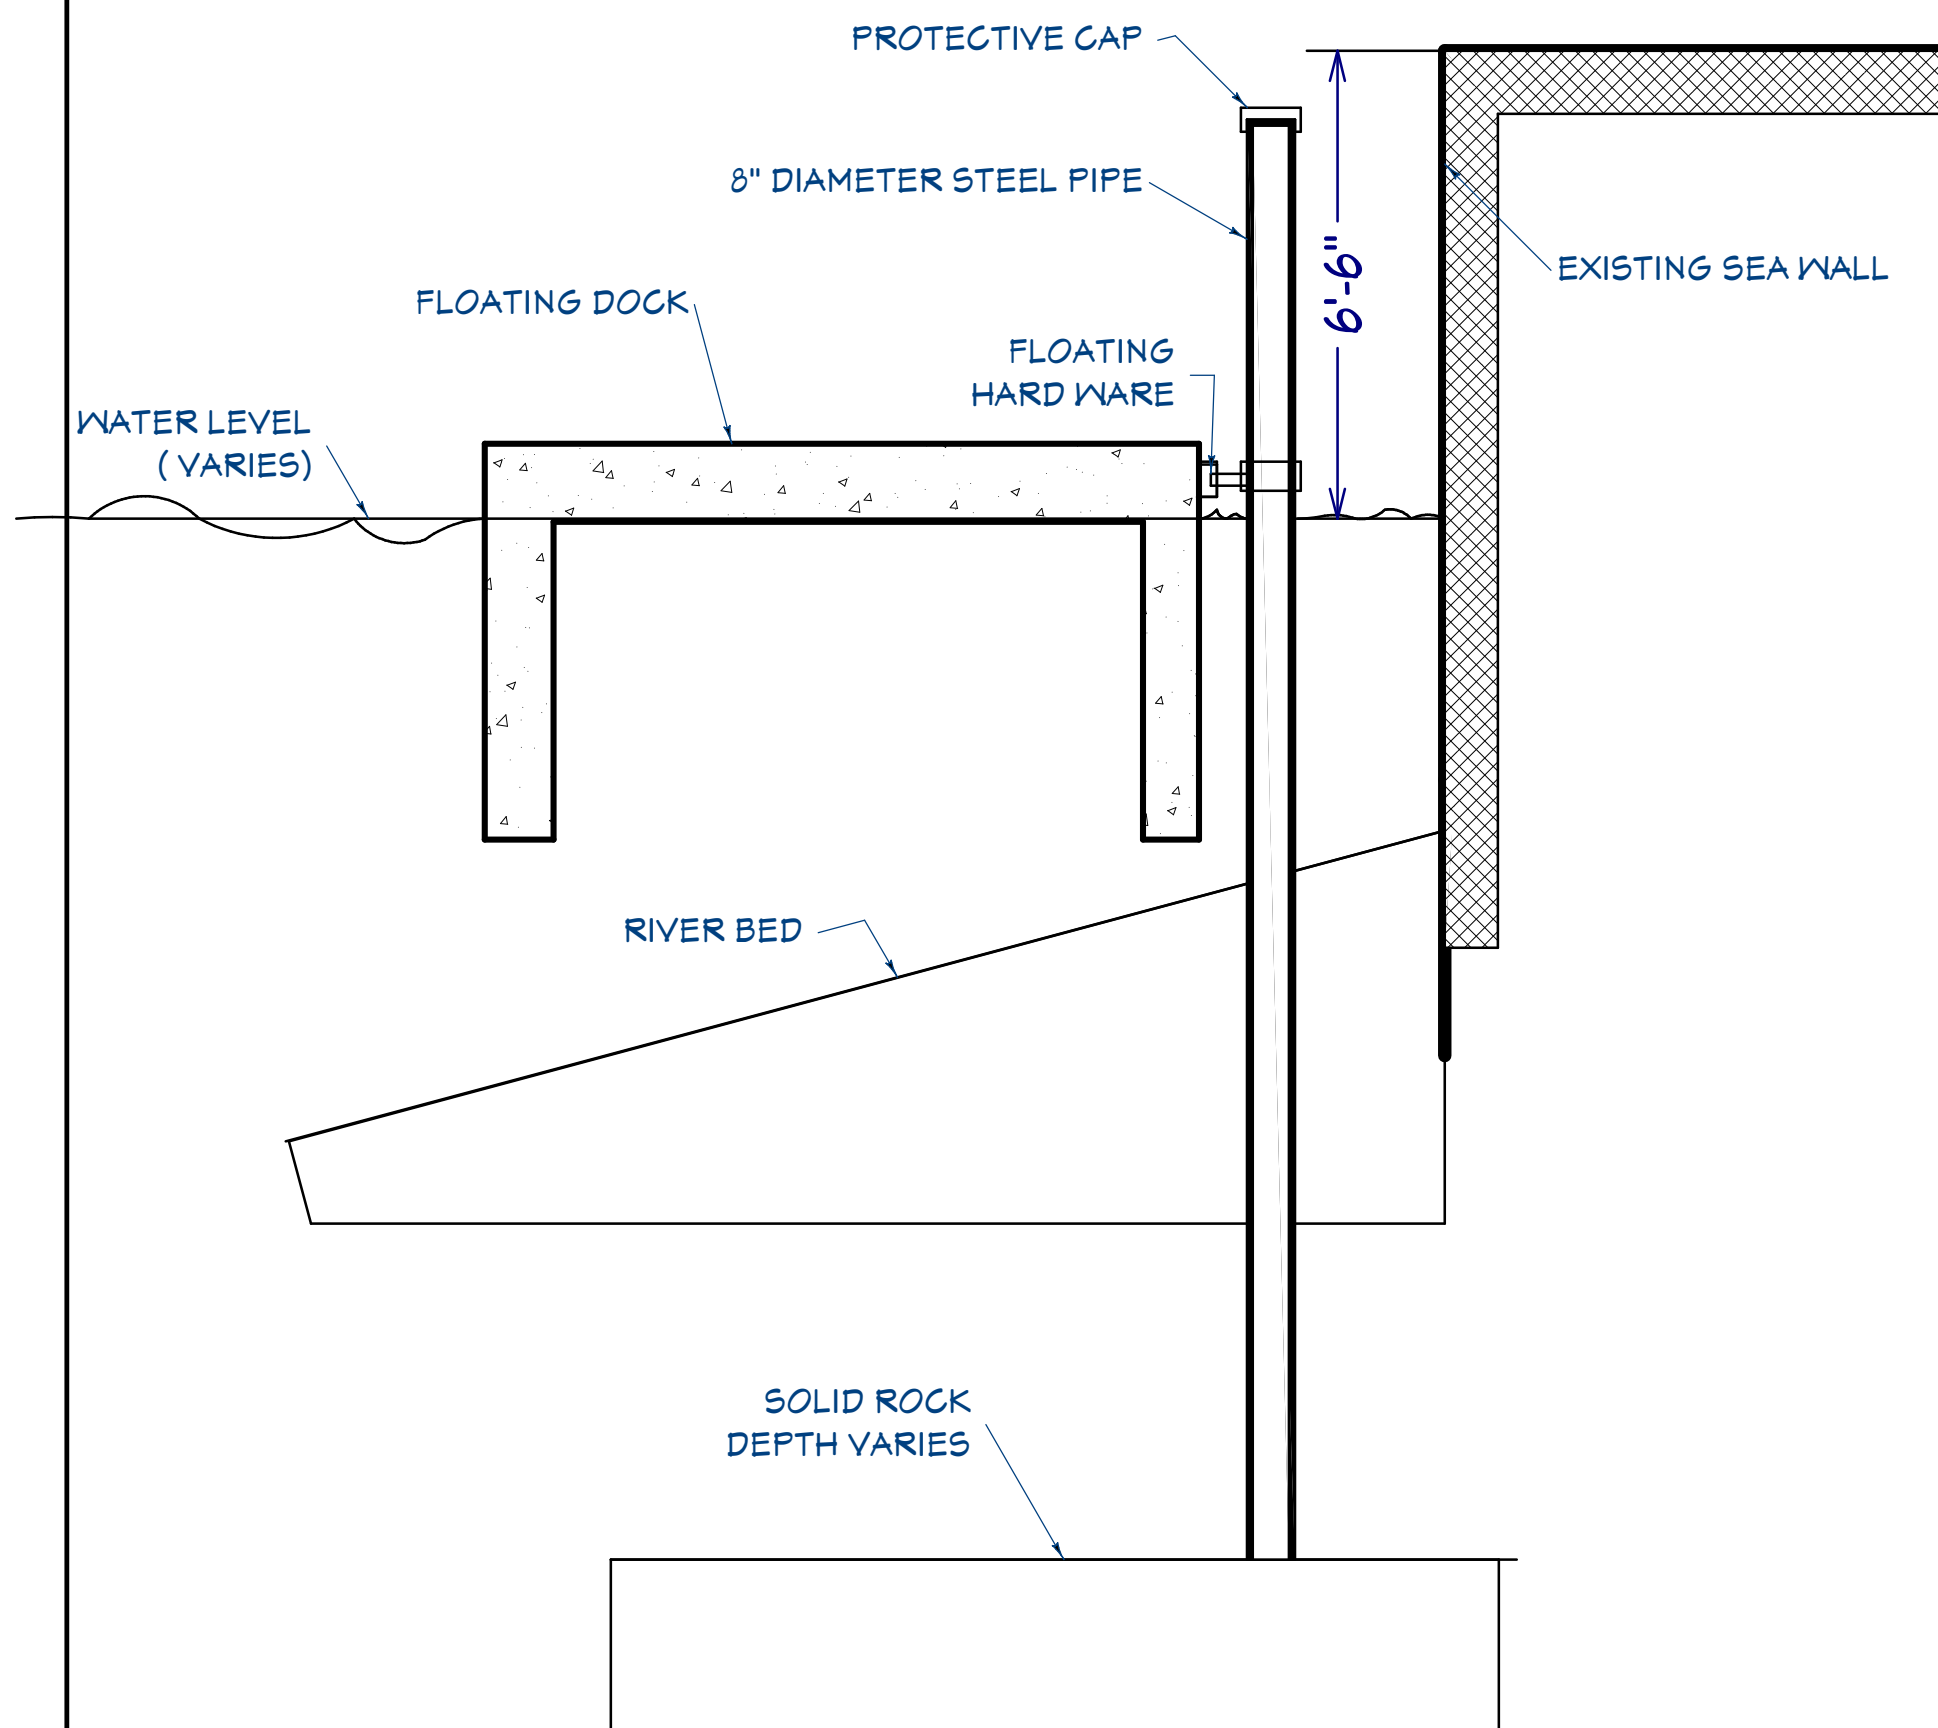 PROTECTIVE CAP
8" DIAMETER STEEL PIPE
6'-6"
EXISTING SEA WALL
FLOATING DOCK
FLOATING
HARD WARE
WATER LEVEL
( VARIES)
RIVER BED
SOLID ROCK
DEPTH VARIES